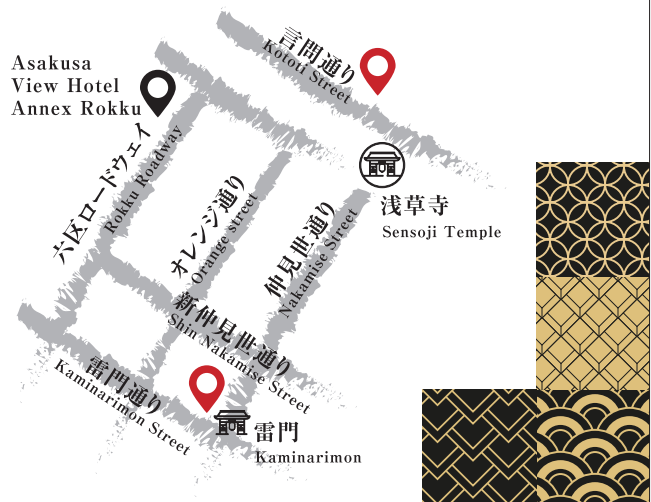 Asakusa
View Hotel
Annex Rokku
言問通り
Kototi Street
六区ロードウェイ
Rokku Roadway
オレンジ通り
Orange street
仲見世通り
Nakamise Street
浅草寺
Sensoji Temple
新仲見世通り
Shin Nakamise Street
雷門通り
Kaminarimon Street
雷門
Kaminarimon